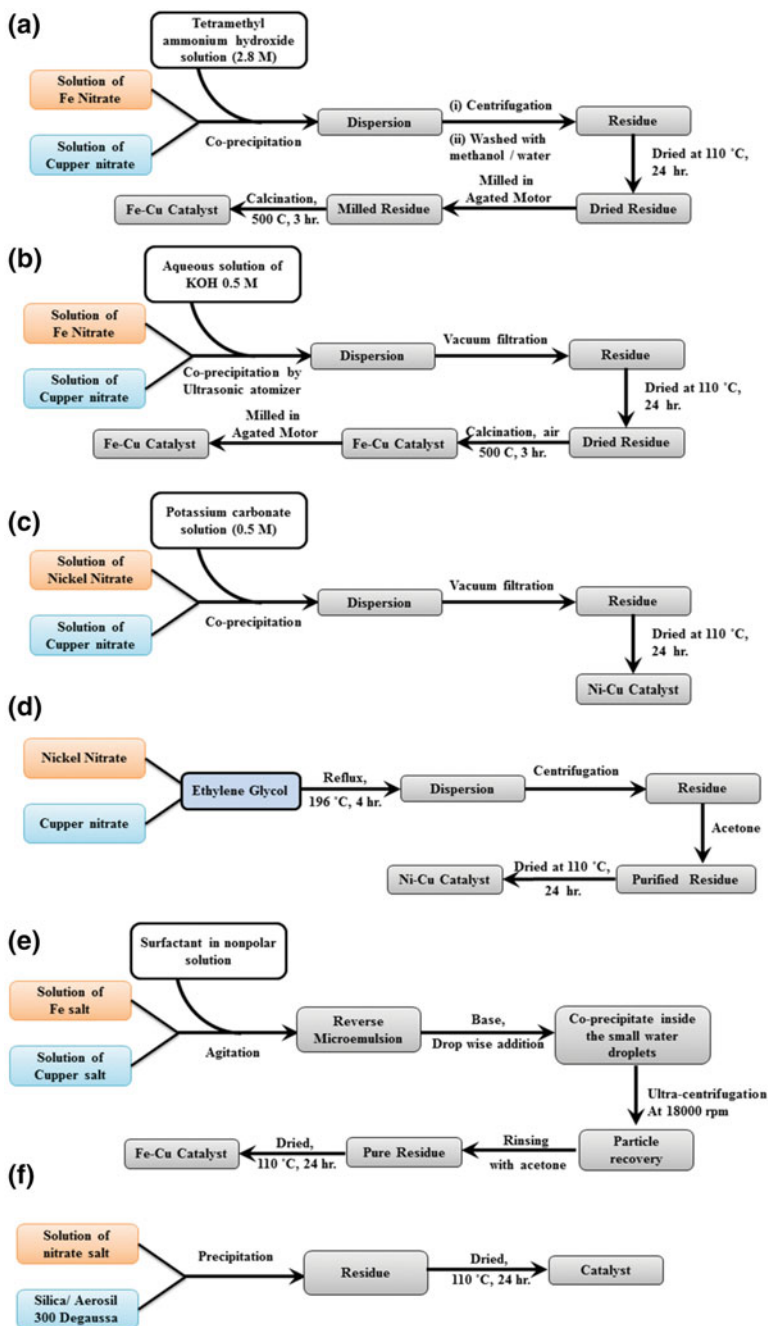 (a)
Tetramethyl
ammonium hydroxide
solution (2.8 M)
Solution of
Fe Nitrate
Solution of
Cupper nitrate
Co-precipitation
Dispersion
(i) Centrifugation
(ii) Washed with
methanol / water
Residue
Dried at 110 ˚C,
24 hr.
Dried Residue
Milled in
Agated Motor
Milled Residue
Calcination,
500 C, 3 hr.
Fe-Cu Catalyst
(b)
Aqueous solution of
KOH 0.5 M
Solution of
Fe Nitrate
Solution of
Cupper nitrate
Co-precipitation by
Ultrasonic atomizer
Dispersion
Vacuum filtration
Residue
Dried at 110 ˚C,
24 hr.
Dried Residue
Calcination, air
500 C, 3 hr.
Fe-Cu Catalyst
Milled in
Agated Motor
Fe-Cu Catalyst
(c)
Potassium carbonate
solution (0.5 M)
Solution of
Nickel Nitrate
Solution of
Cupper nitrate
Co-precipitation
Dispersion
Vacuum filtration
Residue
Dried at 110 ˚C,
24 hr.
Ni-Cu Catalyst
(d)
Nickel Nitrate
Cupper nitrate
Ethylene Glycol
Reflux,
196 ˚C, 4 hr.
Dispersion
Centrifugation
Residue
Acetone
Purified Residue
Dried at 110 ˚C,
24 hr.
Ni-Cu Catalyst
(e)
Surfactant in nonpolar
solution
Solution of
Fe salt
Solution of
Cupper salt
Agitation
Reverse
Microemulsion
Base,
Drop wise addition
Co-precipitate inside
the small water
droplets
Ultra-centrifugation
At 18000 rpm
Particle
recovery
Rinsing
with acetone
Pure Residue
Dried,
110 ˚C, 24 hr.
Fe-Cu Catalyst
(f)
Solution of
nitrate salt
Silica/ Aerosil
300 Degaussa
Precipitation
Residue
Dried,
110 ˚C, 24 hr.
Catalyst